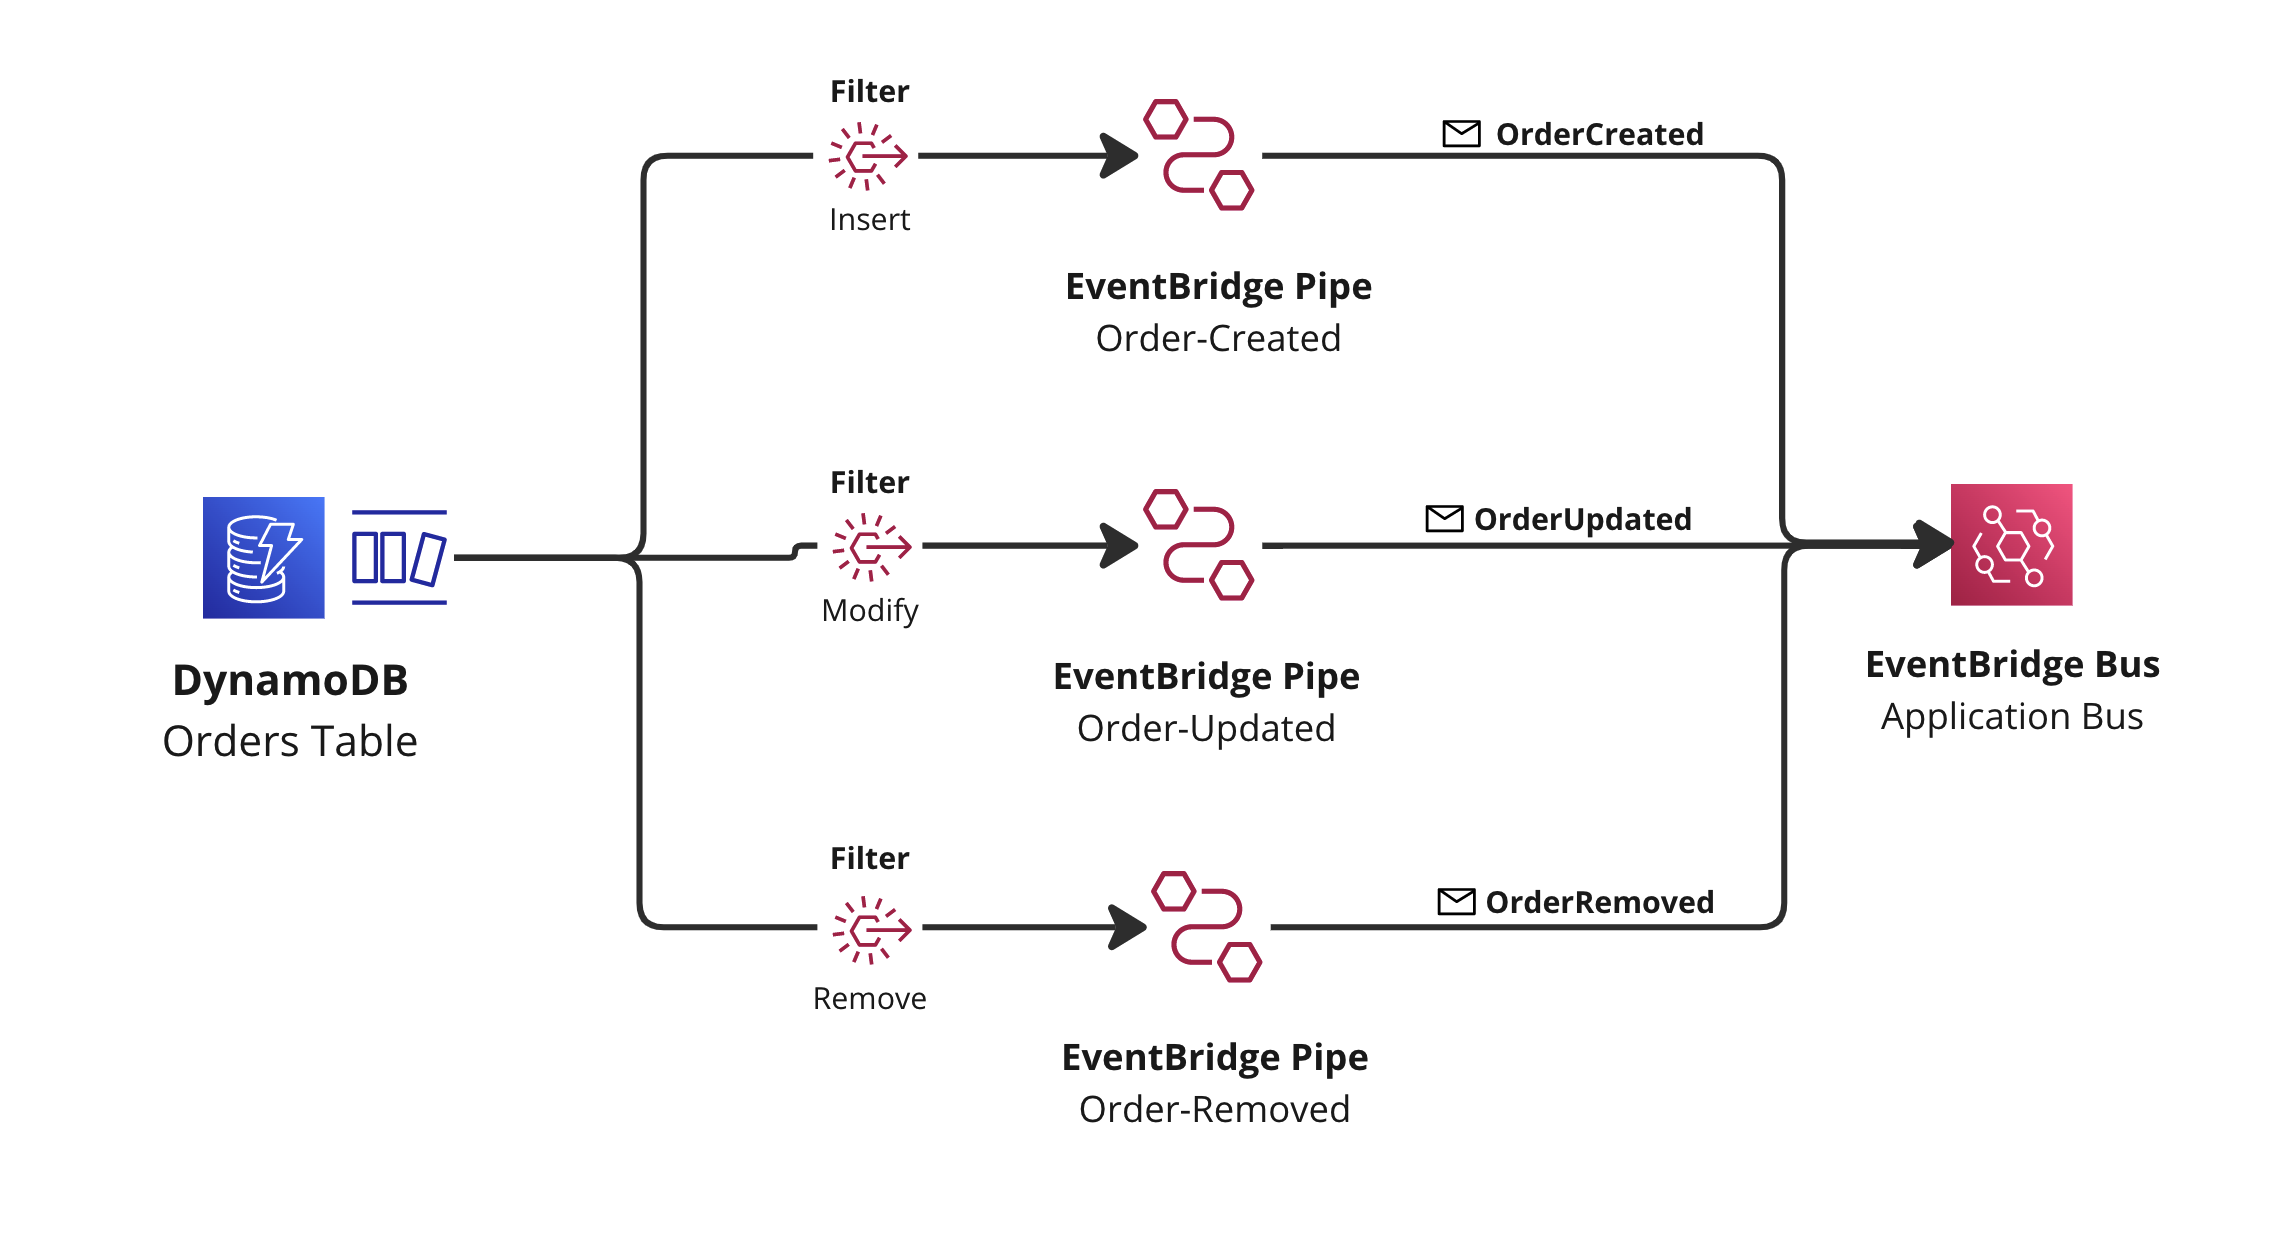 Filter
Insert
OrderCreated
EventBridge Pipe
Order-Created
DynamoDB
Orders Table
Filter
Modify
OrderUpdated
EventBridge Pipe
Order-Updated
EventBridge Bus
Application Bus
Filter
Remove
OrderRemoved
EventBridge Pipe
Order-Removed